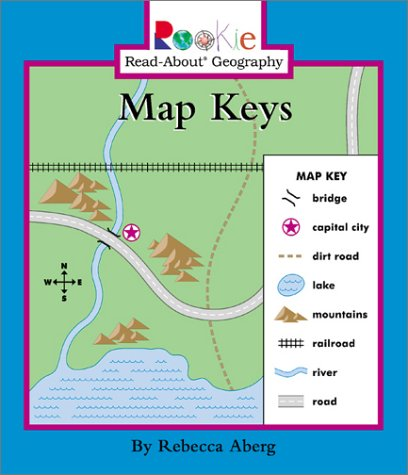 Rookie
Read-About® Geography
Map Keys
MAP KEY
bridge
capital city
dirt road
lake
mountains
railroad
river
road
N
W E
S
By Rebecca Aberg